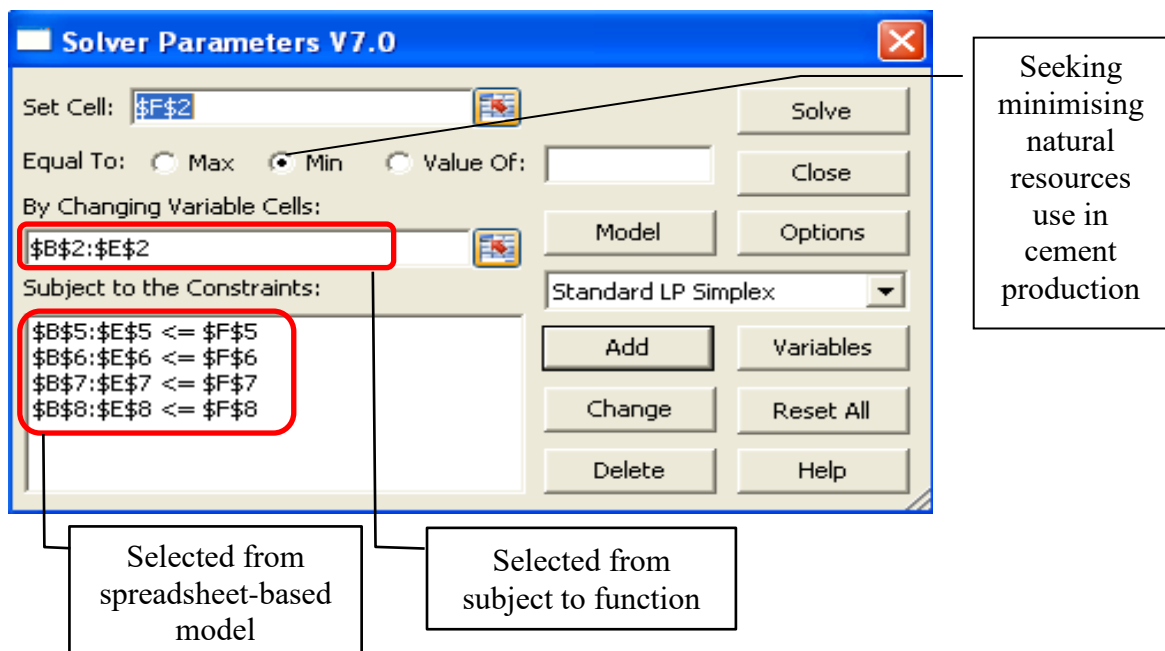 Solver Parameters V7.0
Set Cell: $F$2
Solve
Equal To: Max Min Value Of:
Close
By Changing Variable Cells:
$B$2:$E$2
Model
Options
Subject to the Constraints:
Standard LP Simplex
$B$5:$E$5 <= $F$5
$B$6:$E$6 <= $F$6
$B$7:$E$7 <= $F$7
$B$8:$E$8 <= $F$8
Add
Variables
Change
Reset All
Delete
Help
Seeking
minimising
natural
resources
use in
cement
production
Selected from
spreadsheet-based
model
Selected from
subject to function